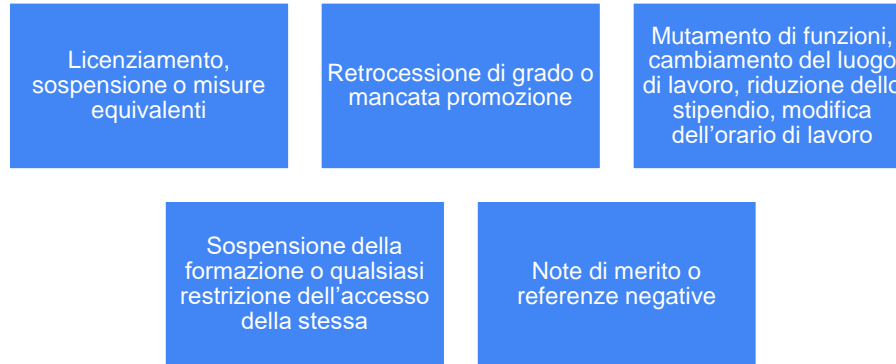 Licenziamento,
sospensione o misure
equivalenti
Retrocessione di grado o
mancata promozione
Mutamento di funzioni,
cambiamento del luogo
di lavoro, riduzione dello
stipendio, modifica
dell’orario di lavoro
Sospensione della
formazione o qualsiasi
restrizione dell’accesso
della stessa
Note di merito o
referenze negative